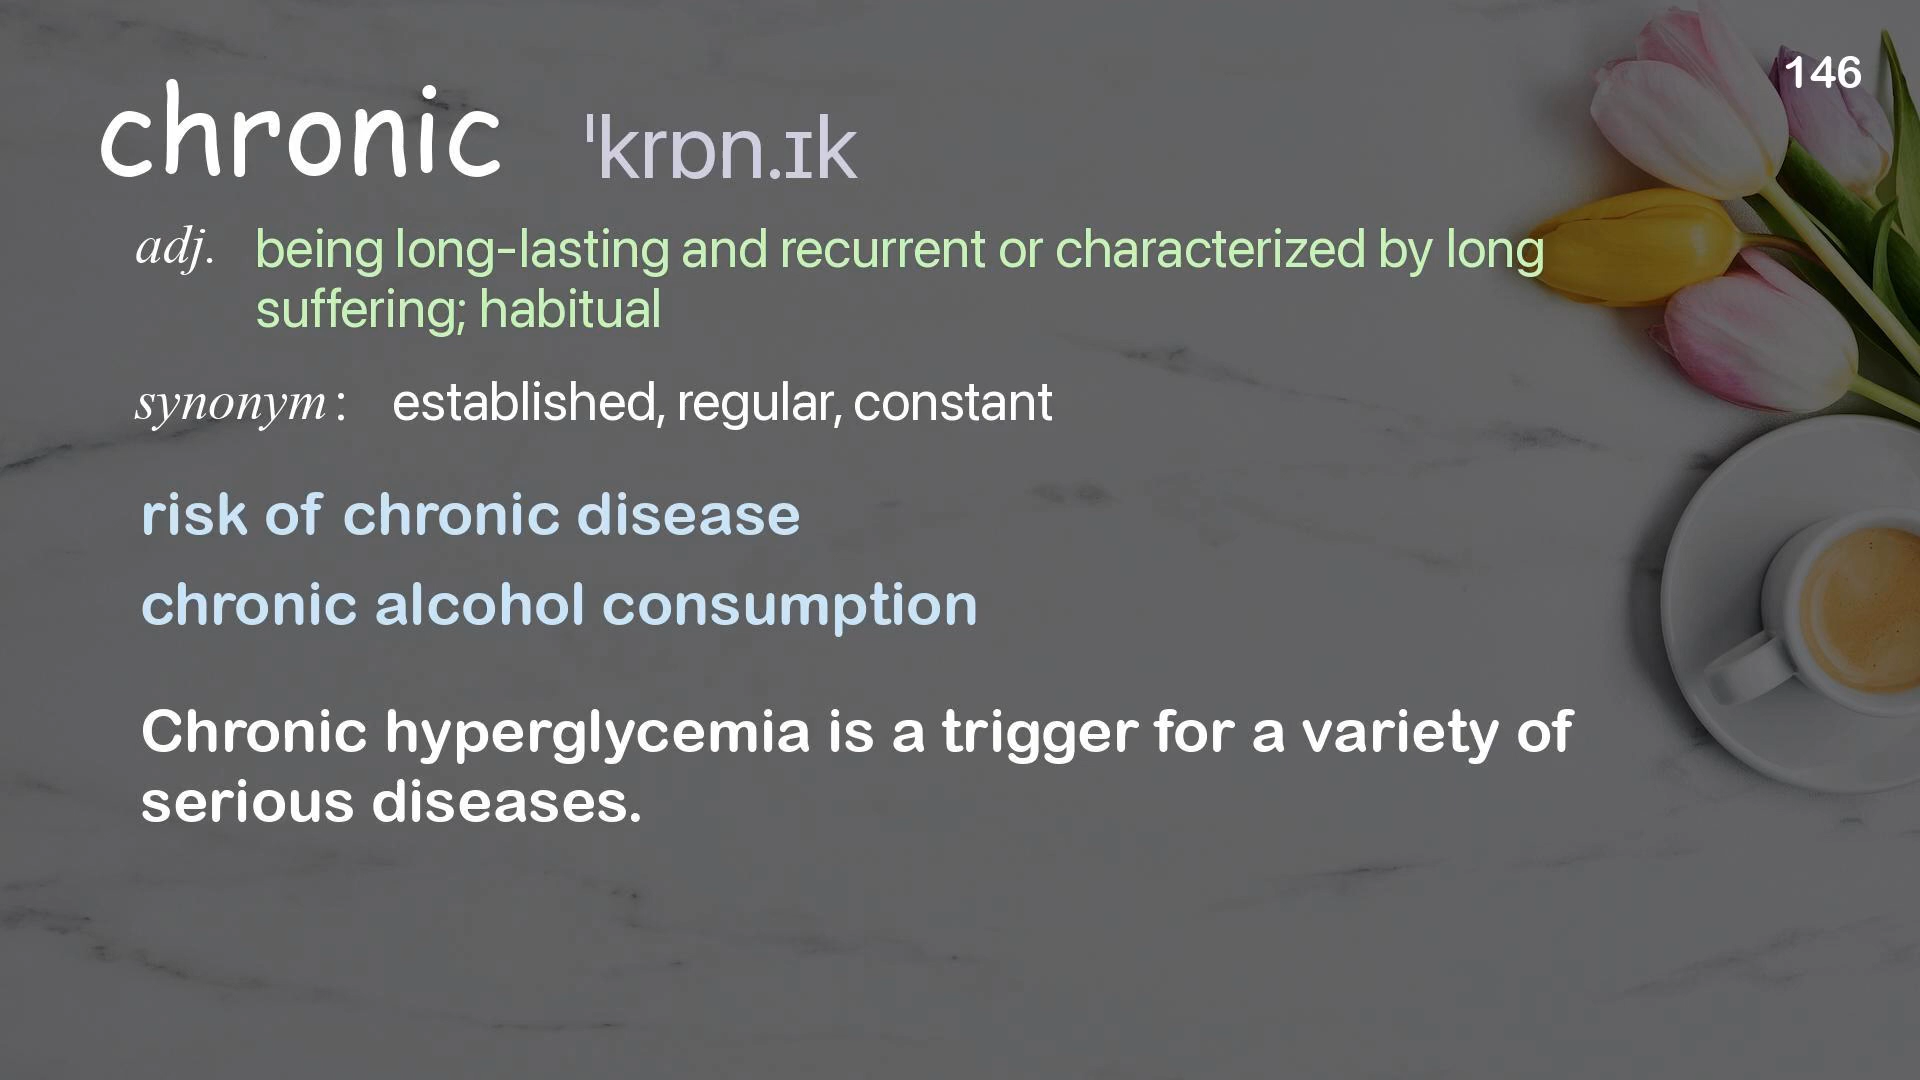 146
chronic ˈkrɒn.ɪk
adj. being long-lasting and recurrent or characterized by long
suffering; habitual
synonym : established, regular, constant
risk of chronic disease
chronic alcohol consumption
Chronic hyperglycemia is a trigger for a variety of
serious diseases.